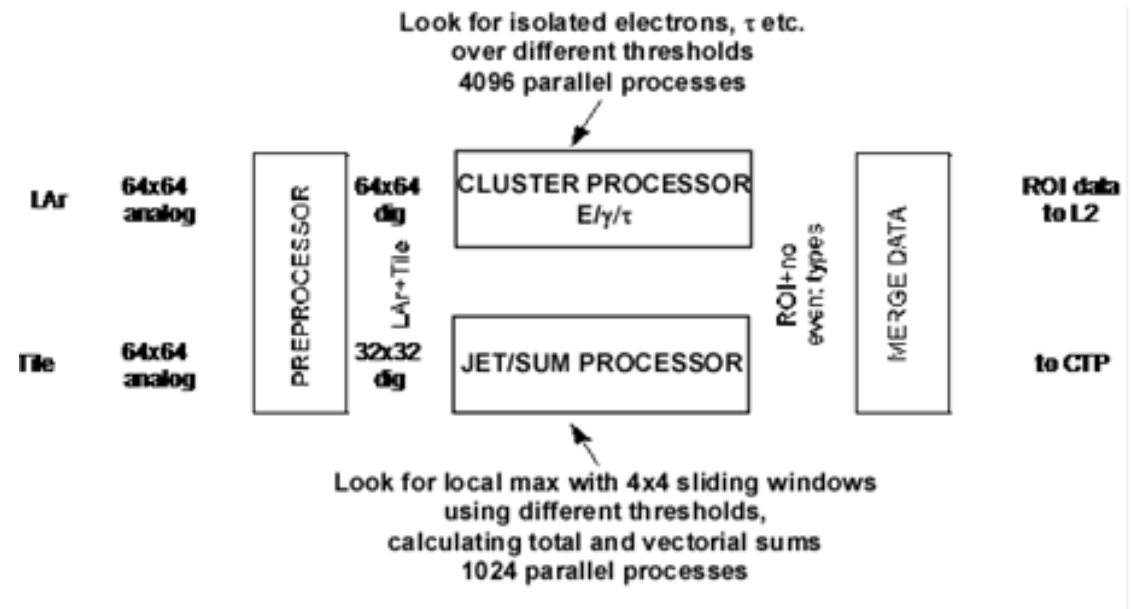 Look for isolated electrons, τ etc.
over different thresholds
4096 parallel processes
LAr
64x64
analog
PREPROCESSOR
64x64
dig
LAr+Tile
CLUSTER PROCESSOR
E/γ/τ
ROI+no
event types
MERGE DATA
ROI data
to L2
Tile
64x64
analog
32x32
dig
JET/SUM PROCESSOR
to CTP
Look for local max with 4x4 sliding windows
using different thresholds,
calculating total and vectorial sums
1024 parallel processes